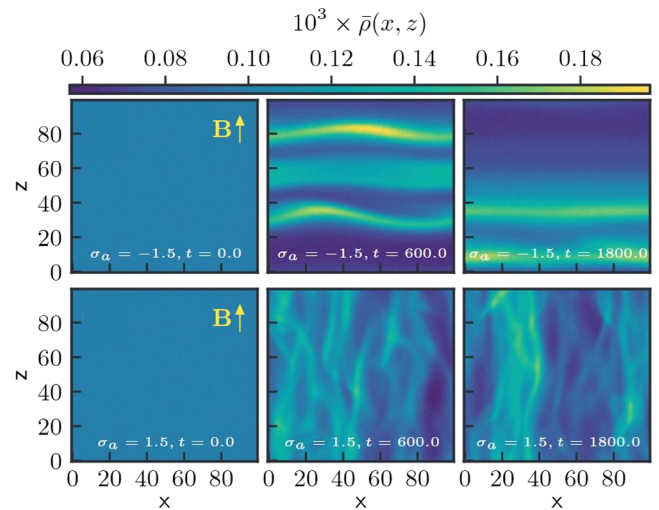 10³ × ρ̄(x, z)
0.06 0.08 0.10 0.12 0.14 0.16 0.18
z
80
60
40
20
0
B
σₐ = −1.5, t = 0.0
σₐ = −1.5, t = 600.0
σₐ = −1.5, t = 1800.0
z
80
60
40
20
0
B
σₐ = 1.5, t = 0.0
σₐ = 1.5, t = 600.0
σₐ = 1.5, t = 1800.0
0 20 40 60 80 0 20 40 60 80 0 20 40 60 80
x x x